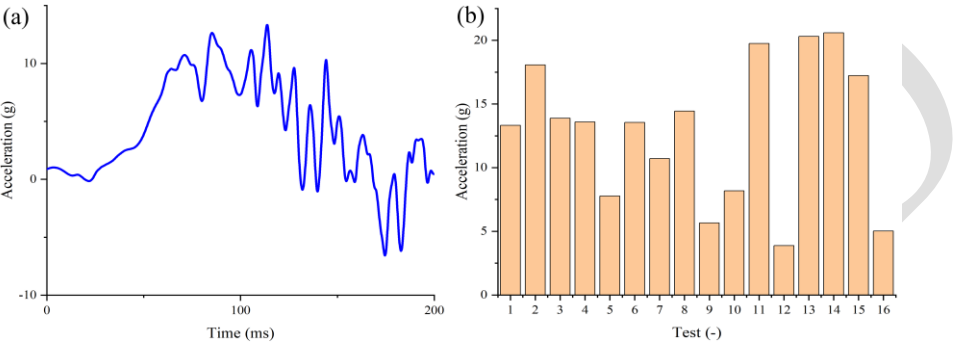 (a)
Acceleration (g)
10
0
-10
0
100
200
Time (ms)
(b)
Acceleration (g)
20
15
10
5
0
1 2 3 4 5 6 7 8 9 10 11 12 13 14 15 16
Test (-)